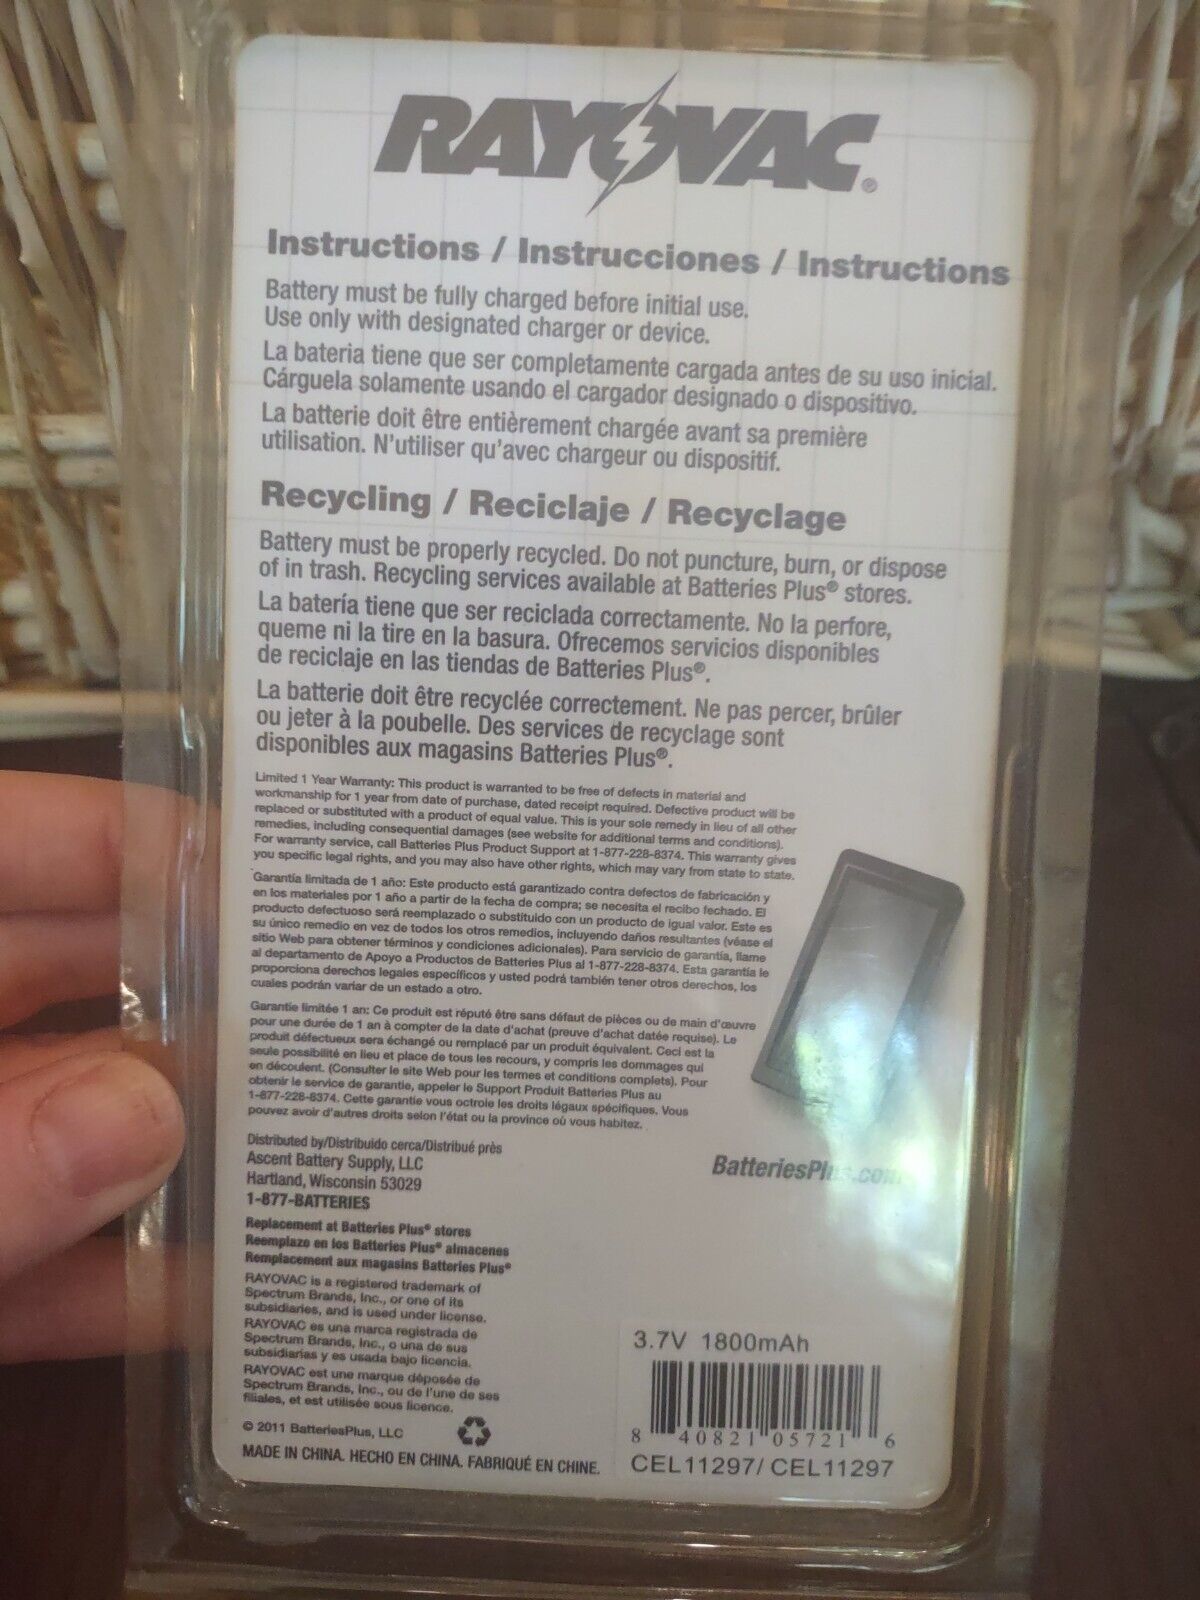 RAYOVAC®
Instructions / Instrucciones / Instructions
Battery must be fully charged before initial use.
Use only with designated charger or device.
La bateria tiene que ser completamente cargada antes de su uso inicial.
Cárguela solamente usando el cargador designado o dispositivo.
La batterie doit être entièrement chargée avant sa première
utilisation. N'utiliser qu'avec chargeur ou dispositif.
Recycling / Reciclaje / Recyclage
Battery must be properly recycled. Do not puncture, burn, or dispose
of in trash. Recycling services available at Batteries Plus® stores.
La batería tiene que ser reciclada correctamente. No la perfore,
queme ni la tire en la basura. Ofrecemos servicios disponibles
de reciclaje en las tiendas de Batteries Plus®.
La batterie doit être recyclée correctement. Ne pas percer, brûler
ou jeter à la poubelle. Des services de recyclage sont
disponibles aux magasins Batteries Plus®.
Limited 1 Year Warranty: This product is warranted to be free of defects in material and
workmanship for 1 year from date of purchase, dated receipt required. Defective product will be
replaced or substituted with a product of equal value. This is your sole remedy in lieu of all other
remedies, including consequential damages (see website for additional terms and conditions).
For warranty service, call Batteries Plus Product Support at 1-877-228-8374. This warranty gives
you specific legal rights, and you may also have other rights, which may vary from state to state.
Garantía limitada de 1 año: Este producto está garantizado contra defectos de fabricación y
en los materiales por 1 año a partir de la fecha de compra; se necesita el recibo fechado. El
producto defectuoso será reemplazado o substituido con un producto de igual valor. Este es
su único remedio en vez de todos los otros remedios, incluyendo daños resultantes (véase el
sitio Web para obtener términos y condiciones adicionales). Para servicio de garantía, llame
al departamento de Apoyo a Productos de Batteries Plus al 1-877-228-8374. Esta garantía le
proporciona derechos legales específicos y usted podrá también tener otros derechos, los
cuales podrán variar de un estado a otro.
Garantie limitée 1 an: Ce produit est réputé être sans défaut de pièces ou de main d'œuvre
pour une durée de 1 an à compter de la date d'achat (preuve d'achat datée requise). Le
produit défectueux sera échangé ou remplacé par un produit équivalent. Ceci est la
seule possibilité en lieu et place de tous les recours, y compris les dommages qui
en découlent. (Consulter le site Web pour les termes et conditions complets). Pour
obtenir le service de garantie, appeler le Support Produit Batteries Plus au
1-877-228-8374. Cette garantie vous octroie les droits légaux spécifiques. Vous
pouvez avoir d'autres droits selon l'état ou la province où vous habitez.
Distributed by/Distribuido cerca/Distribué près
Ascent Battery Supply, LLC
Hartland, Wisconsin 53029
1-877-BATTERIES
BatteriesPlus.com
Replacement at Batteries Plus® stores
Reemplazo en los Batteries Plus® almacenes
Remplacement aux magasins Batteries Plus®
RAYOVAC is a registered trademark of
Spectrum Brands, Inc., or one of its
subsidiaries, and is used under license.
RAYOVAC es una marca registrada de
Spectrum Brands, Inc., o una de sus
subsidiarias y es usada bajo licencia.
RAYOVAC est une marque déposée de
Spectrum Brands, Inc., ou de l'une de ses
filiales, et est utilisée sous licence.
© 2011 BatteriesPlus, LLC
MADE IN CHINA. HECHO EN CHINA. FABRIQUÉ EN CHINE.
3.7V 1800mAh
8 40821 05721 6
CEL11297/ CEL11297